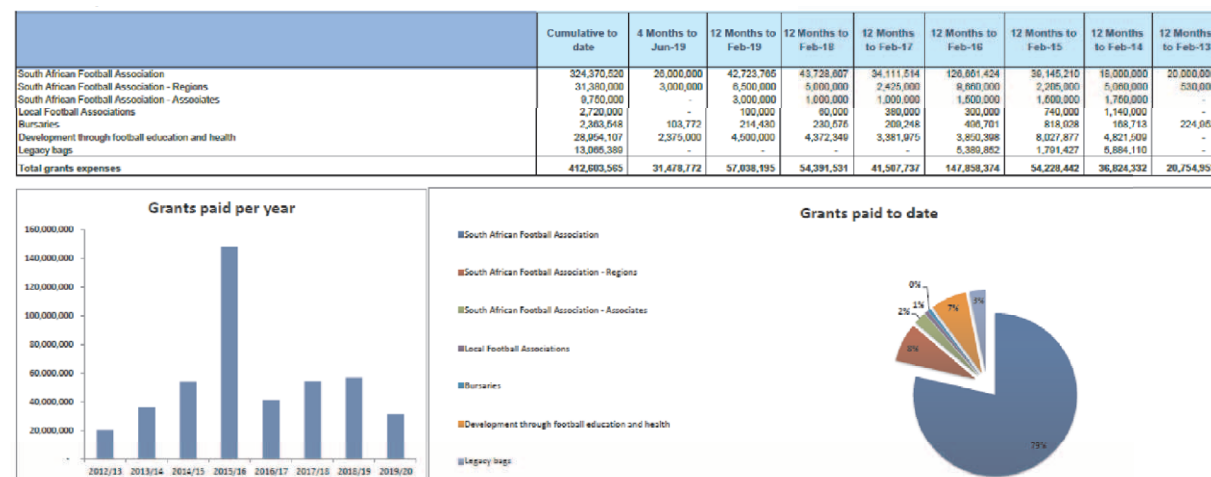 Cumulative to date 4 Months to Jun-19 12 Months to Feb-19 12 Months to Feb-18 12 Months to Feb-17 12 Months to Feb-16 12 Months to Feb-15 12 Months to Feb-14 12 Months to Feb-13
South African Football Association 324,370,520 26,000,000 42,723,765 43,728,607 34,111,514 126,661,424 39,145,210 18,000,000 20,000,00
South African Football Association - Regions 31,380,000 3,000,000 6,500,000 5,000,000 2,425,000 9,660,000 2,205,000 5,060,000 530,00
South African Football Association - Associates 9,750,000 - 3,000,000 1,000,000 1,000,000 1,500,000 1,500,000 1,750,000 -
Local Football Associations 2,720,000 - 100,000 60,000 380,000 300,000 740,000 1,140,000 -
Bursaries 2,363,548 103,772 214,430 230,575 209,248 496,701 818,928 168,713 224,95
Development through football education and health 28,954,107 2,375,000 4,500,000 4,372,349 3,381,975 3,850,398 8,027,877 4,821,509 -
Legacy bags 13,065,389 - - - - 5,389,852 1,791,427 5,884,110 -
Total grants expenses 412,603,565 31,478,772 57,038,195 54,391,531 41,507,737 147,858,374 54,228,442 36,824,332 20,754,95
Grants paid per year
160,000,000
140,000,000
120,000,000
100,000,000
80,000,000
60,000,000
40,000,000
20,000,000
-
2012/13 2013/14 2014/15 2015/16 2016/17 2017/18 2018/19 2019/20
Grants paid to date
South African Football Association
South African Football Association - Regions
South African Football Association - Associates
Local Football Associations
Bursaries
Development through football education and health
Legacy bags
0%
1%
2%
7%
3%
8%
79%